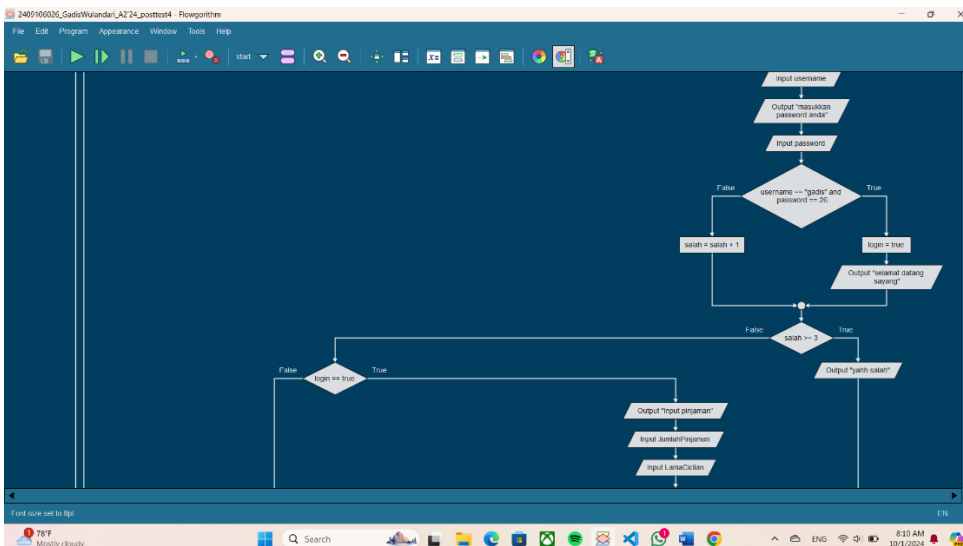 2409106026_GadisWulandari_A2'24_posttest4 - Flowgorithm
File Edit Program Appearance Window Tools Help
start
Input username
Output "masukkan
password anda"
Input password
False
username == "gadis" and
password == 26
True
salah = salah + 1
login = true
Output "selamat datang
sayang"
False
salah >= 3
True
Output "yahh salah"
False
login == true
True
Output "input pinjaman"
Input JumlahPinjaman
Input LamaCicilan
Font size set to 8pt.
EN
78°F
Mostly cloudy
Search
ENG
8:10 AM
10/1/2024